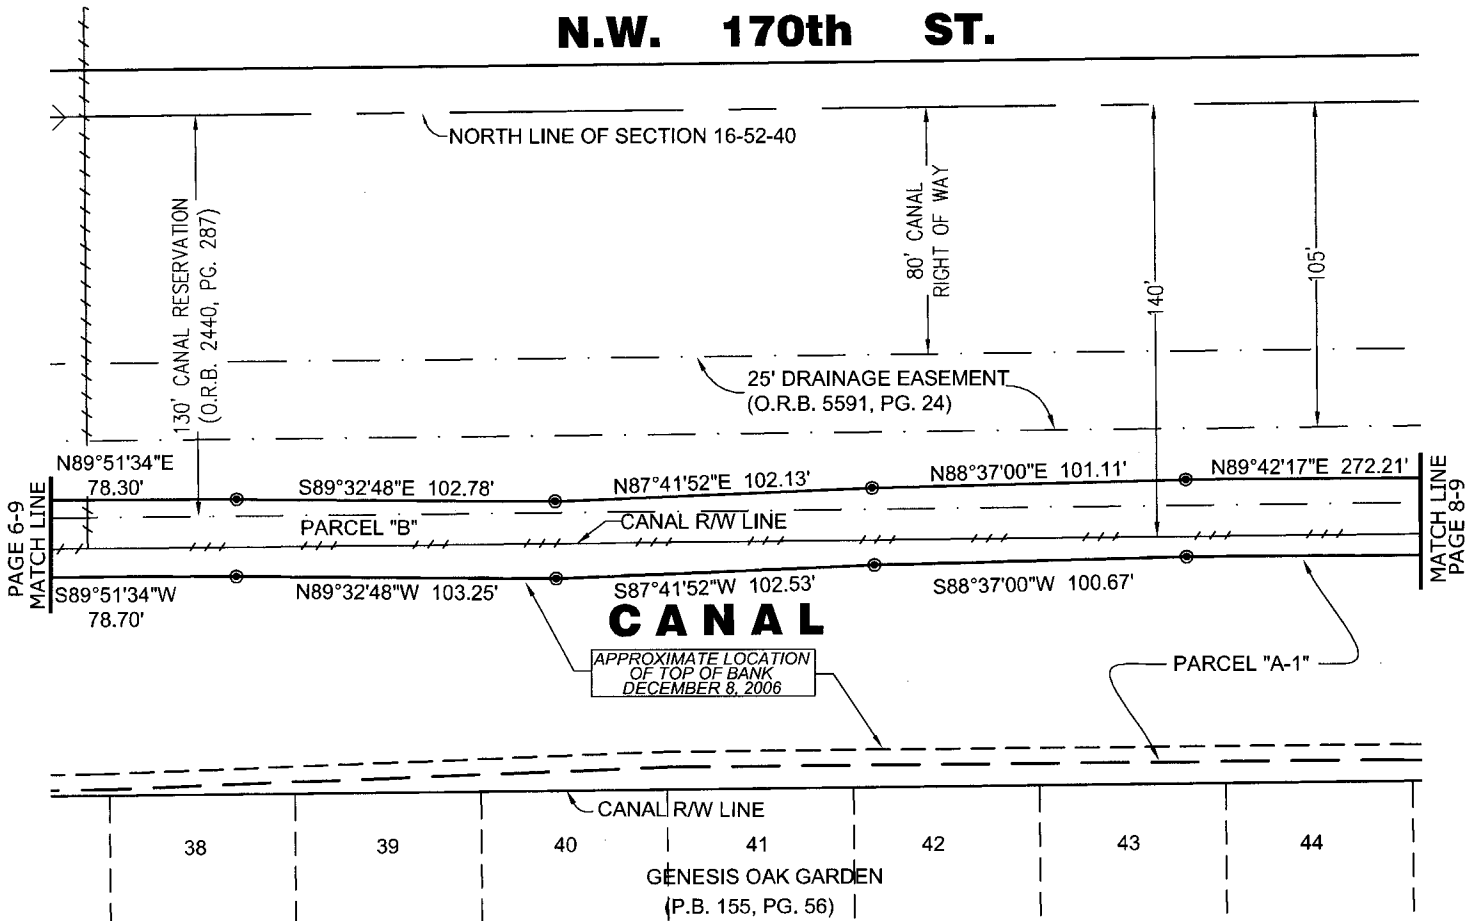 N.W. 170th ST.
NORTH LINE OF SECTION 16-52-40
130' CANAL RESERVATION
(O.R.B. 2440, PG. 287)
80' CANAL
RIGHT OF WAY
140'
105'
25' DRAINAGE EASEMENT
(O.R.B. 5591, PG. 24)
N89°51'34"E
78.30'
S89°32'48"E 102.78'
N87°41'52"E 102.13'
N88°37'00"E 101.11'
N89°42'17"E 272.21'
PAGE 6-9
MATCH LINE
MATCH LINE
PAGE 8-9
PARCEL "B"
CANAL R/W LINE
S89°51'34"W
78.70'
N89°32'48"W 103.25'
S87°41'52"W 102.53'
S88°37'00"W 100.67'
CANAL
APPROXIMATE LOCATION
OF TOP OF BANK
DECEMBER 8, 2006
PARCEL "A-1"
CANAL R/W LINE
38 39 40 41 42 43 44
GENESIS OAK GARDEN
(P.B. 155, PG. 56)